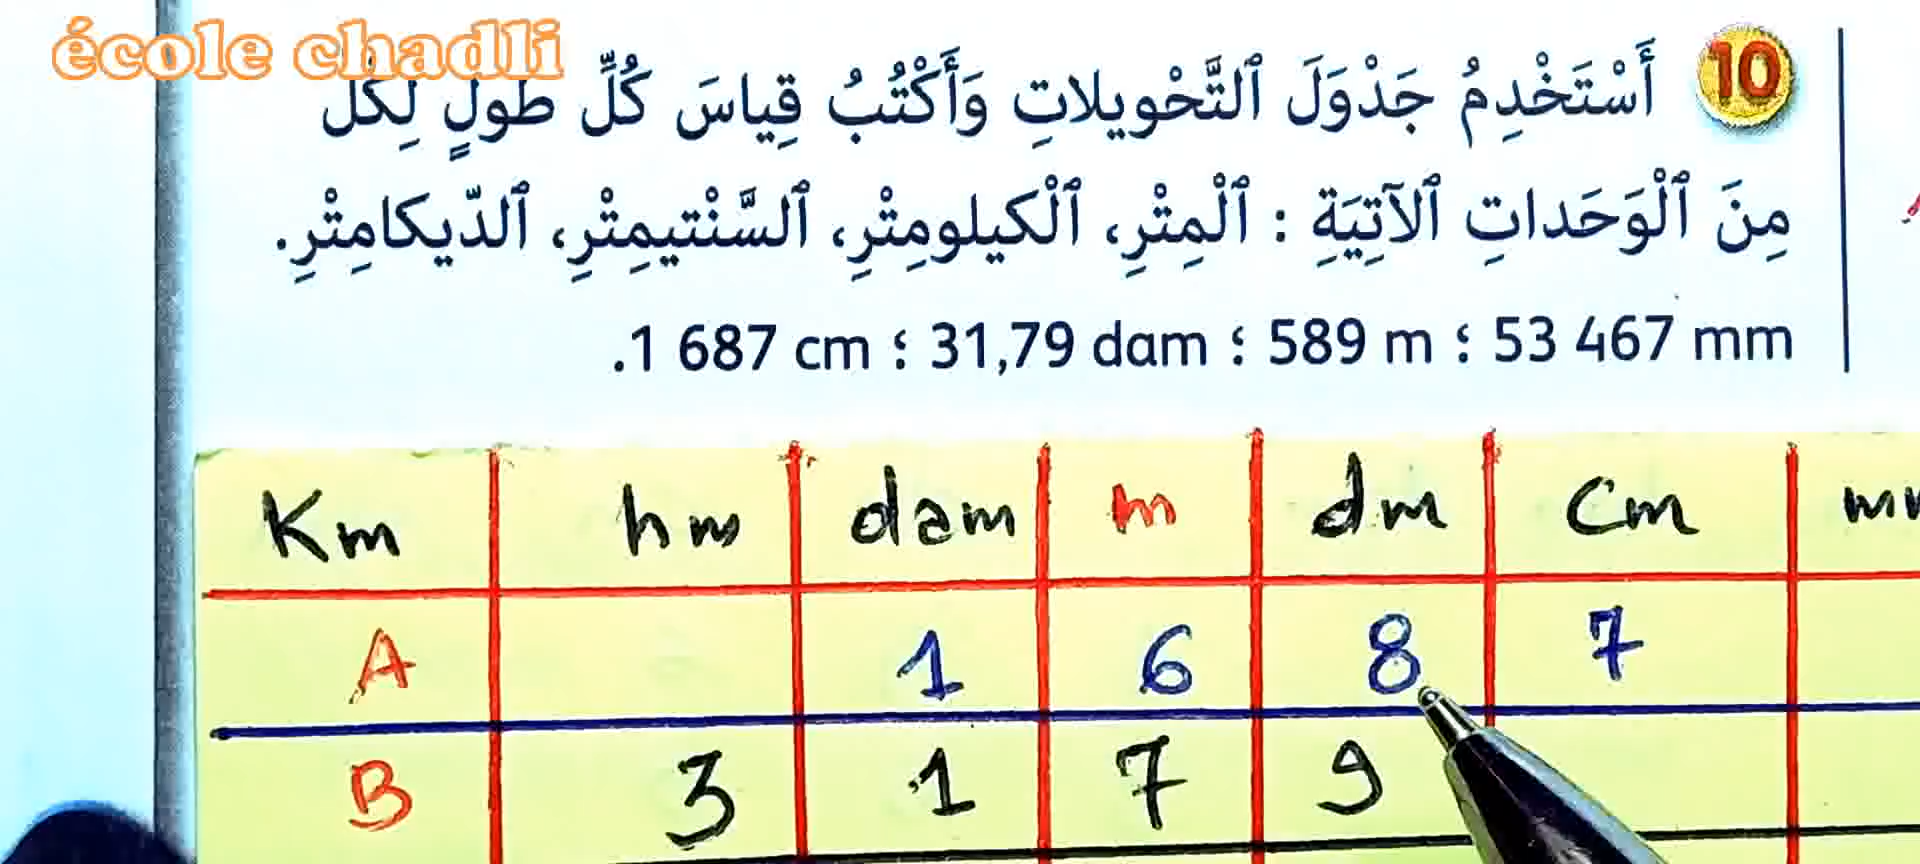 école chadli
10 أَسْتَخْدِمُ جَدْوَلَ ٱلتَّحْويلاتِ وَأَكْتُبُ قِياسَ كُلِّ طولٍ لِكُل
مِنَ ٱلْوَحَداتِ ٱلآتِيَةِ : ٱلْمِتْرِ، ٱلْكيلومِتْرِ، ٱلسَّنْتيمِتْرِ، ٱلدّيكامِتْرِ.
.1 687 cm ؛ 31,79 dam ؛ 589 m ؛ 53 467 mm
Km hm dam m dm Cm
A 1 6 8 7
B 3 1 7 9